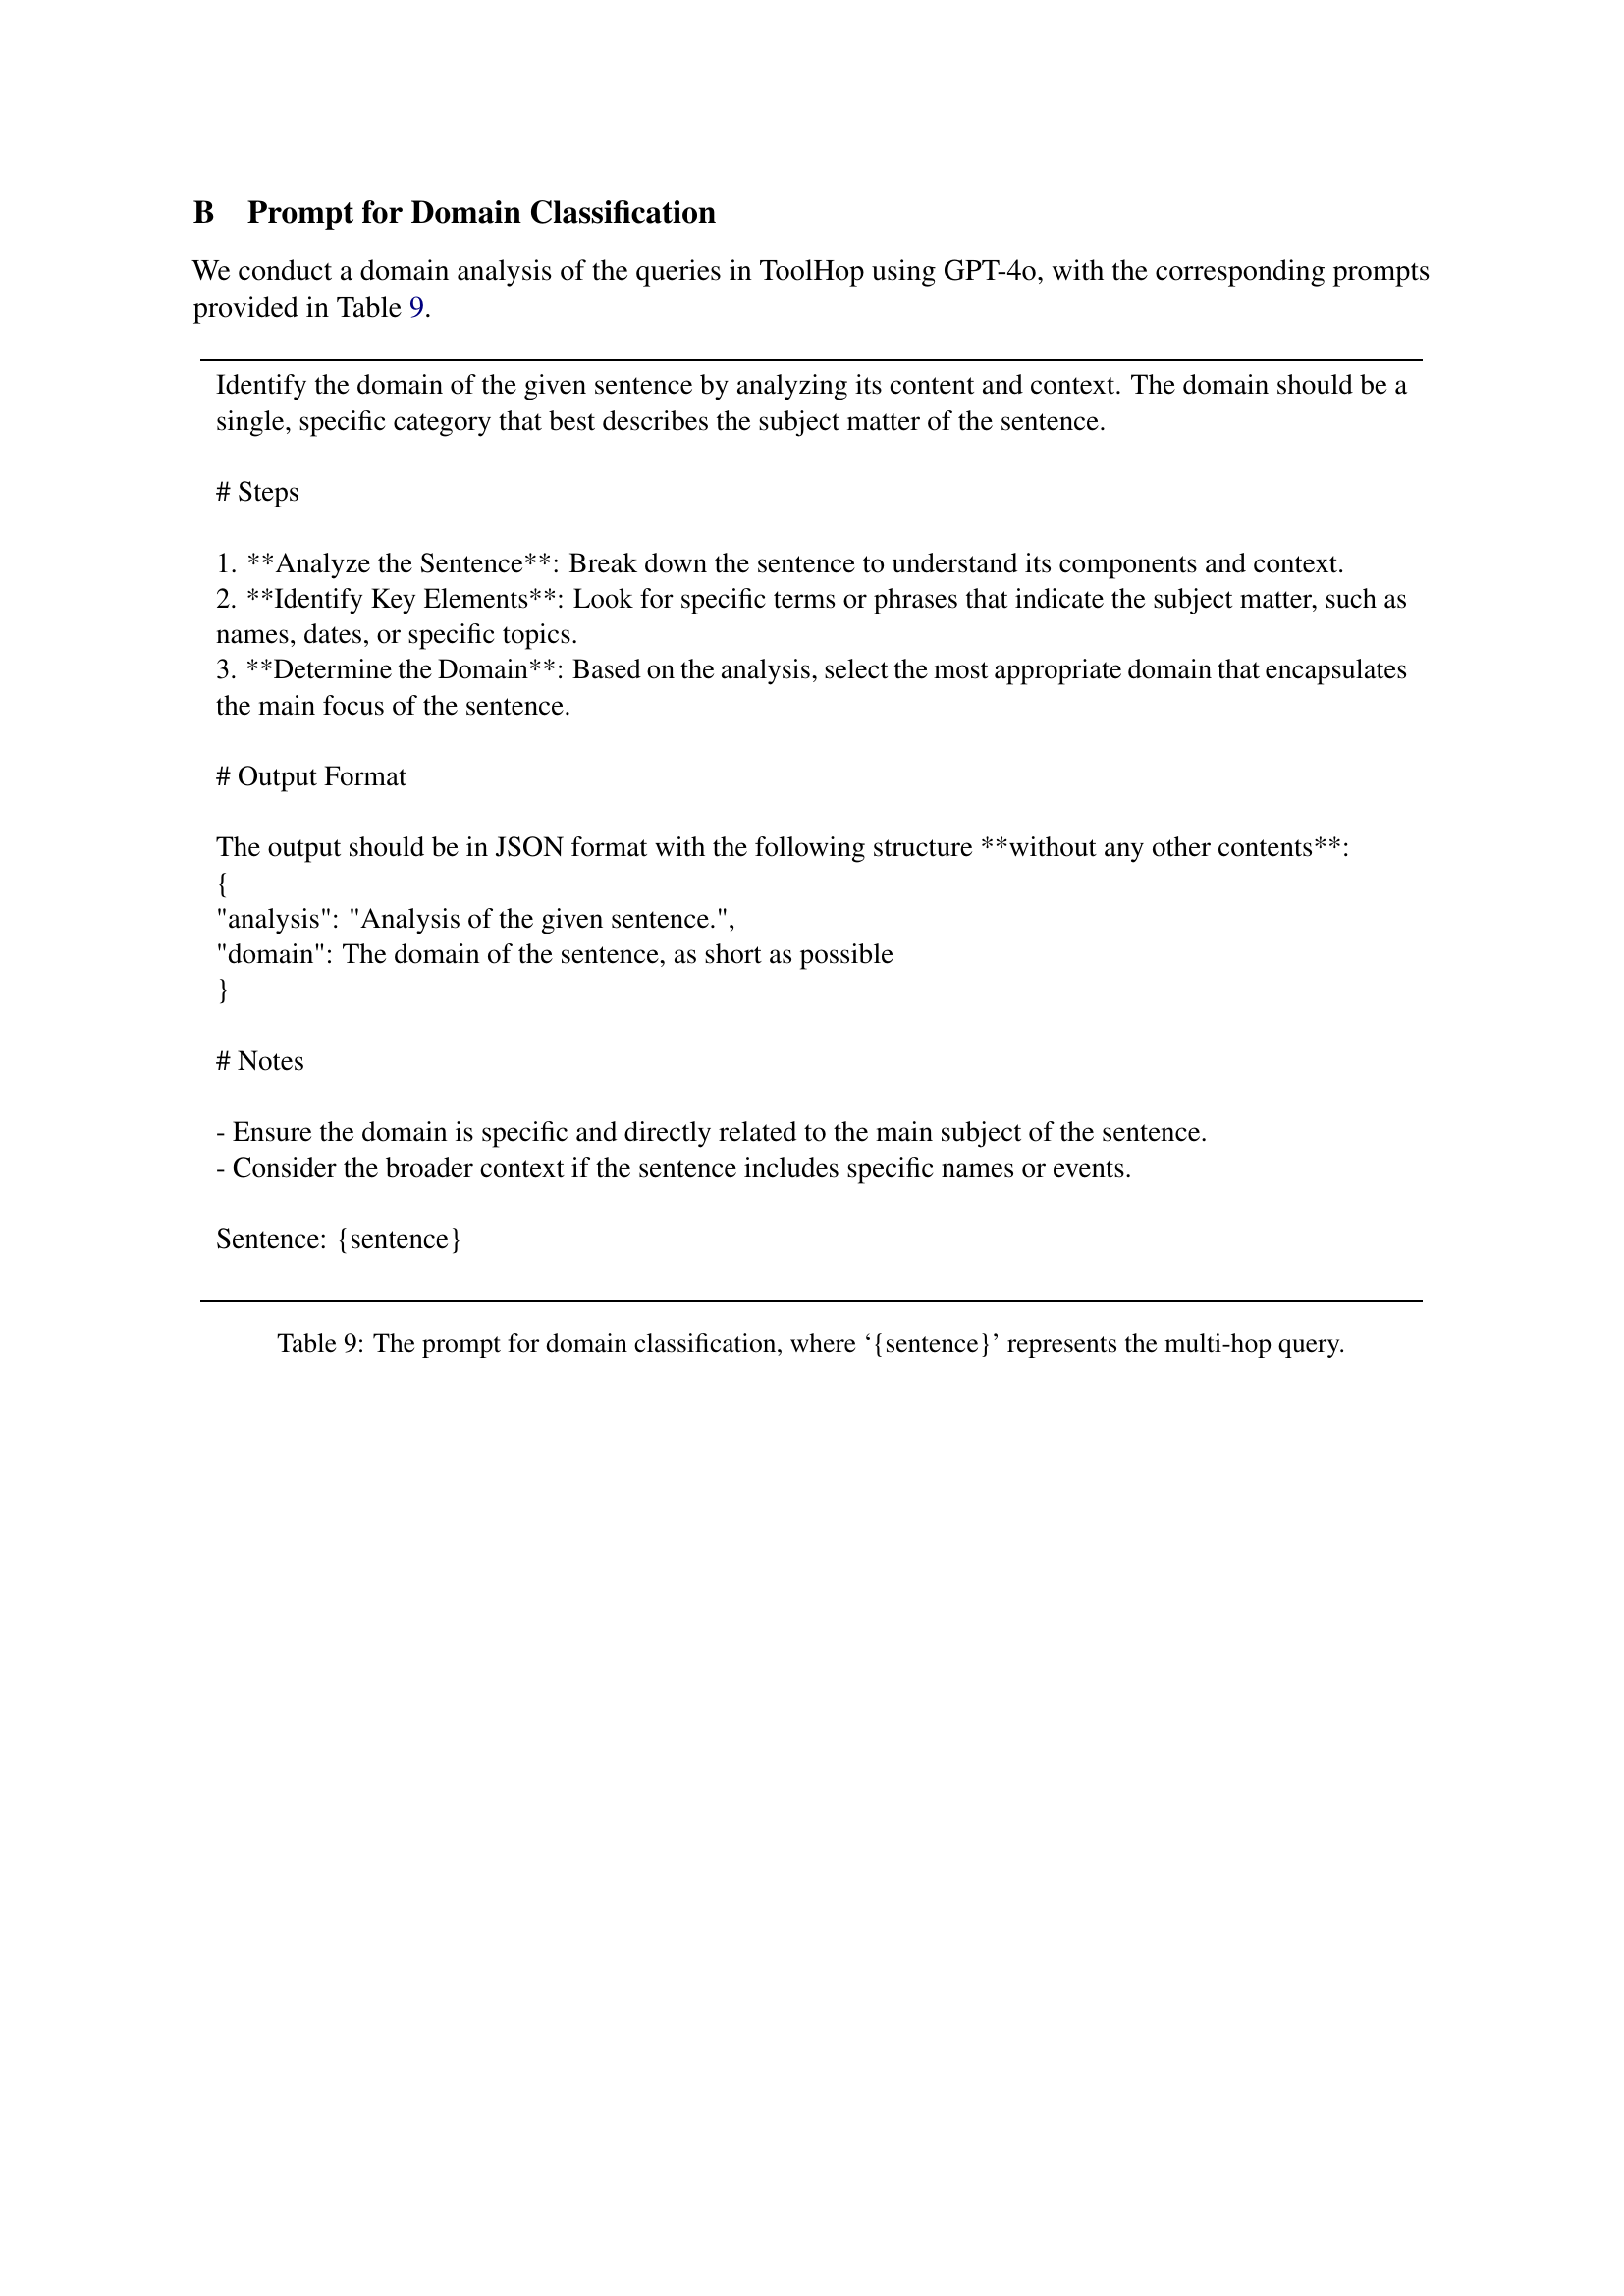 B Prompt for Domain Classification
We conduct a domain analysis of the queries in ToolHop using GPT-4o, with the corresponding prompts
provided in Table 9.
Identify the domain of the given sentence by analyzing its content and context. The domain should be a
single, specific category that best describes the subject matter of the sentence.
# Steps
1. **Analyze the Sentence**: Break down the sentence to understand its components and context.
2. **Identify Key Elements**: Look for specific terms or phrases that indicate the subject matter, such as
names, dates, or specific topics.
3. **Determine the Domain**: Based on the analysis, select the most appropriate domain that encapsulates
the main focus of the sentence.
# Output Format
The output should be in JSON format with the following structure **without any other contents**:
{
"analysis": "Analysis of the given sentence.",
"domain": The domain of the sentence, as short as possible
}
# Notes
- Ensure the domain is specific and directly related to the main subject of the sentence.
- Consider the broader context if the sentence includes specific names or events.
Sentence: {sentence}
Table 9: The prompt for domain classification, where ‘{sentence}’ represents the multi-hop query.